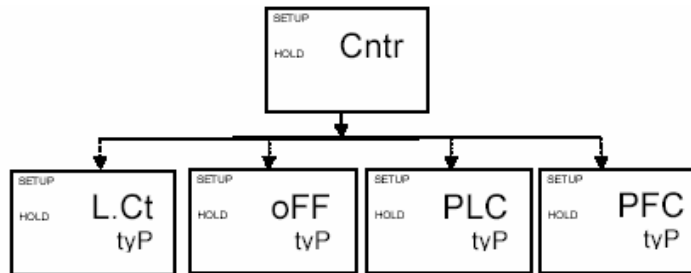 SETUP
HOLD Cntr
SETUP
HOLD L.Ct
tyP
SETUP
HOLD oFF
tyP
SETUP
HOLD PLC
tyP
SETUP
HOLD PFC
tyP